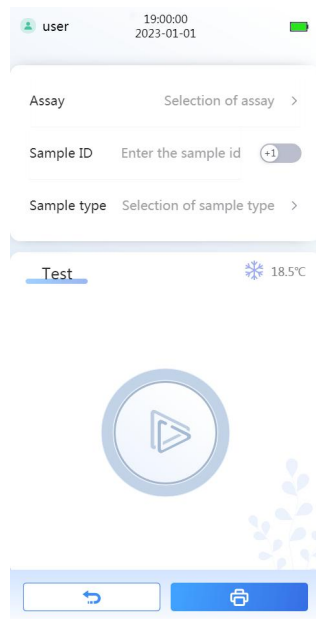 user
19:00:00
2023-01-01
Assay Selection of assay >
Sample ID Enter the sample id +1
Sample type Selection of sample type >
Test 18.5℃